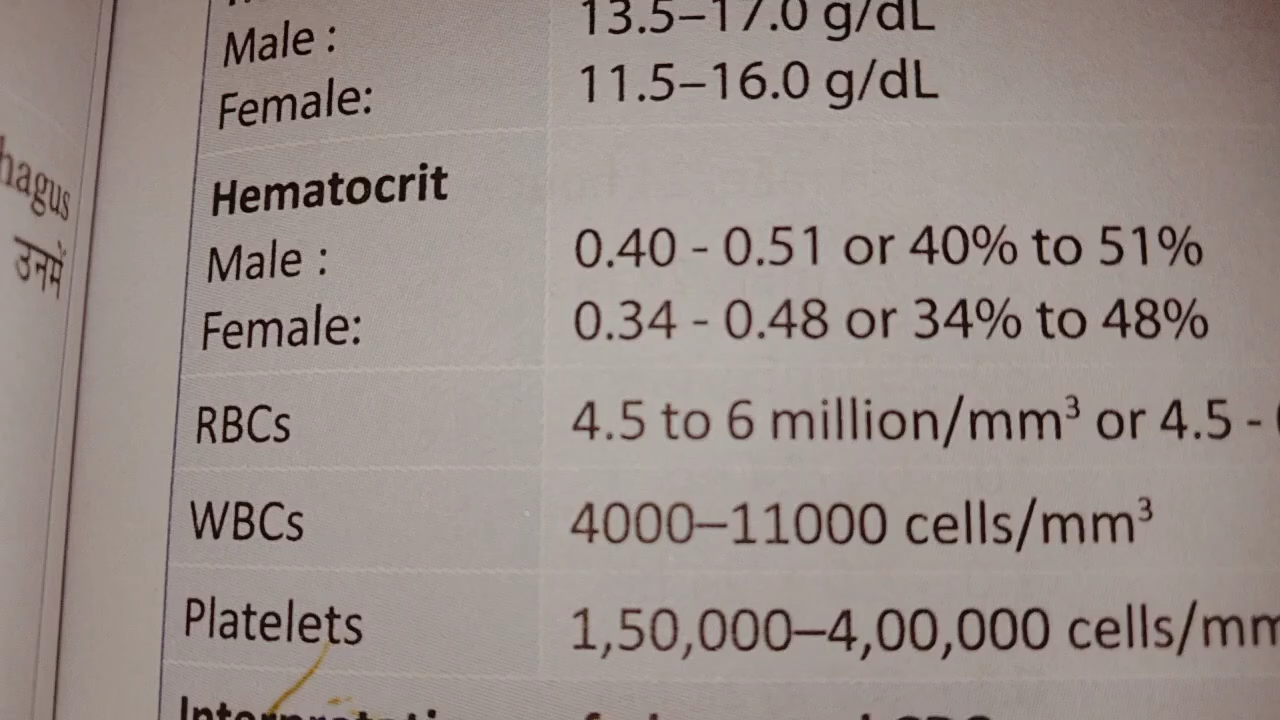 hagus
उनमें
Male : 13.5–17.0 g/dL
Female: 11.5–16.0 g/dL
Hematocrit
Male : 0.40 - 0.51 or 40% to 51%
Female: 0.34 - 0.48 or 34% to 48%
RBCs 4.5 to 6 million/mm³ or 4.5 -
WBCs 4000–11000 cells/mm³
Platelets 1,50,000–4,00,000 cells/mm